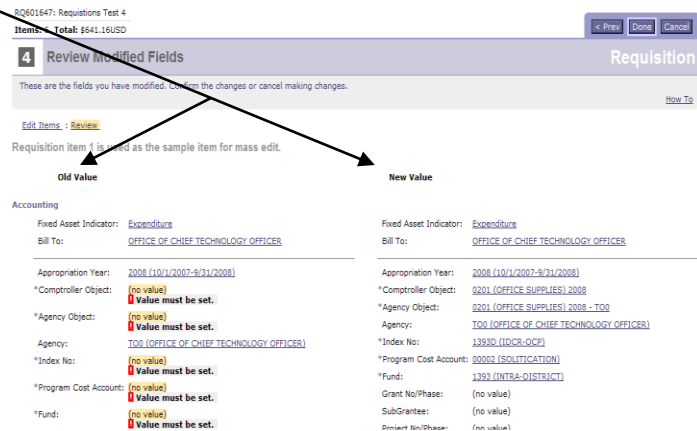 RQ601647: Requistions Test 4
Items: 6 Total: $641.16USD
< Prev Done Cancel
4 Review Modified Fields
Requisition
These are the fields you have modified. Confirm the changes or cancel making changes.
How To
Edit Items : Review
Requisition item 1 is used as the sample item for mass edit.
Old Value New Value
Accounting
Fixed Asset Indicator: Expenditure Fixed Asset Indicator: Expenditure
Bill To: OFFICE OF CHIEF TECHNOLOGY OFFICER Bill To: OFFICE OF CHIEF TECHNOLOGY OFFICER
Appropriation Year: 2008 (10/1/2007-9/31/2008) Appropriation Year: 2008 (10/1/2007-9/31/2008)
*Comptroller Object: (no value) *Comptroller Object: 0201 (OFFICE SUPPLIES) 2008
! Value must be set.
*Agency Object: (no value) *Agency Object: 0201 (OFFICE SUPPLIES) 2008 - TO0
! Value must be set. Agency: TO0 (OFFICE OF CHIEF TECHNOLOGY OFFICER)
Agency: TO0 (OFFICE OF CHIEF TECHNOLOGY OFFICER)
*Index No: (no value) *Index No: 1393D (IDCR-OCP)
! Value must be set. *Program Cost Account: 00002 (SOLITICATION)
*Program Cost Account: (no value) *Fund: 1393 (INTRA-DISTRICT)
! Value must be set. Grant No/Phase: (no value)
*Fund: (no value) SubGrantee: (no value)
! Value must be set. Project No/Phase: (no value)